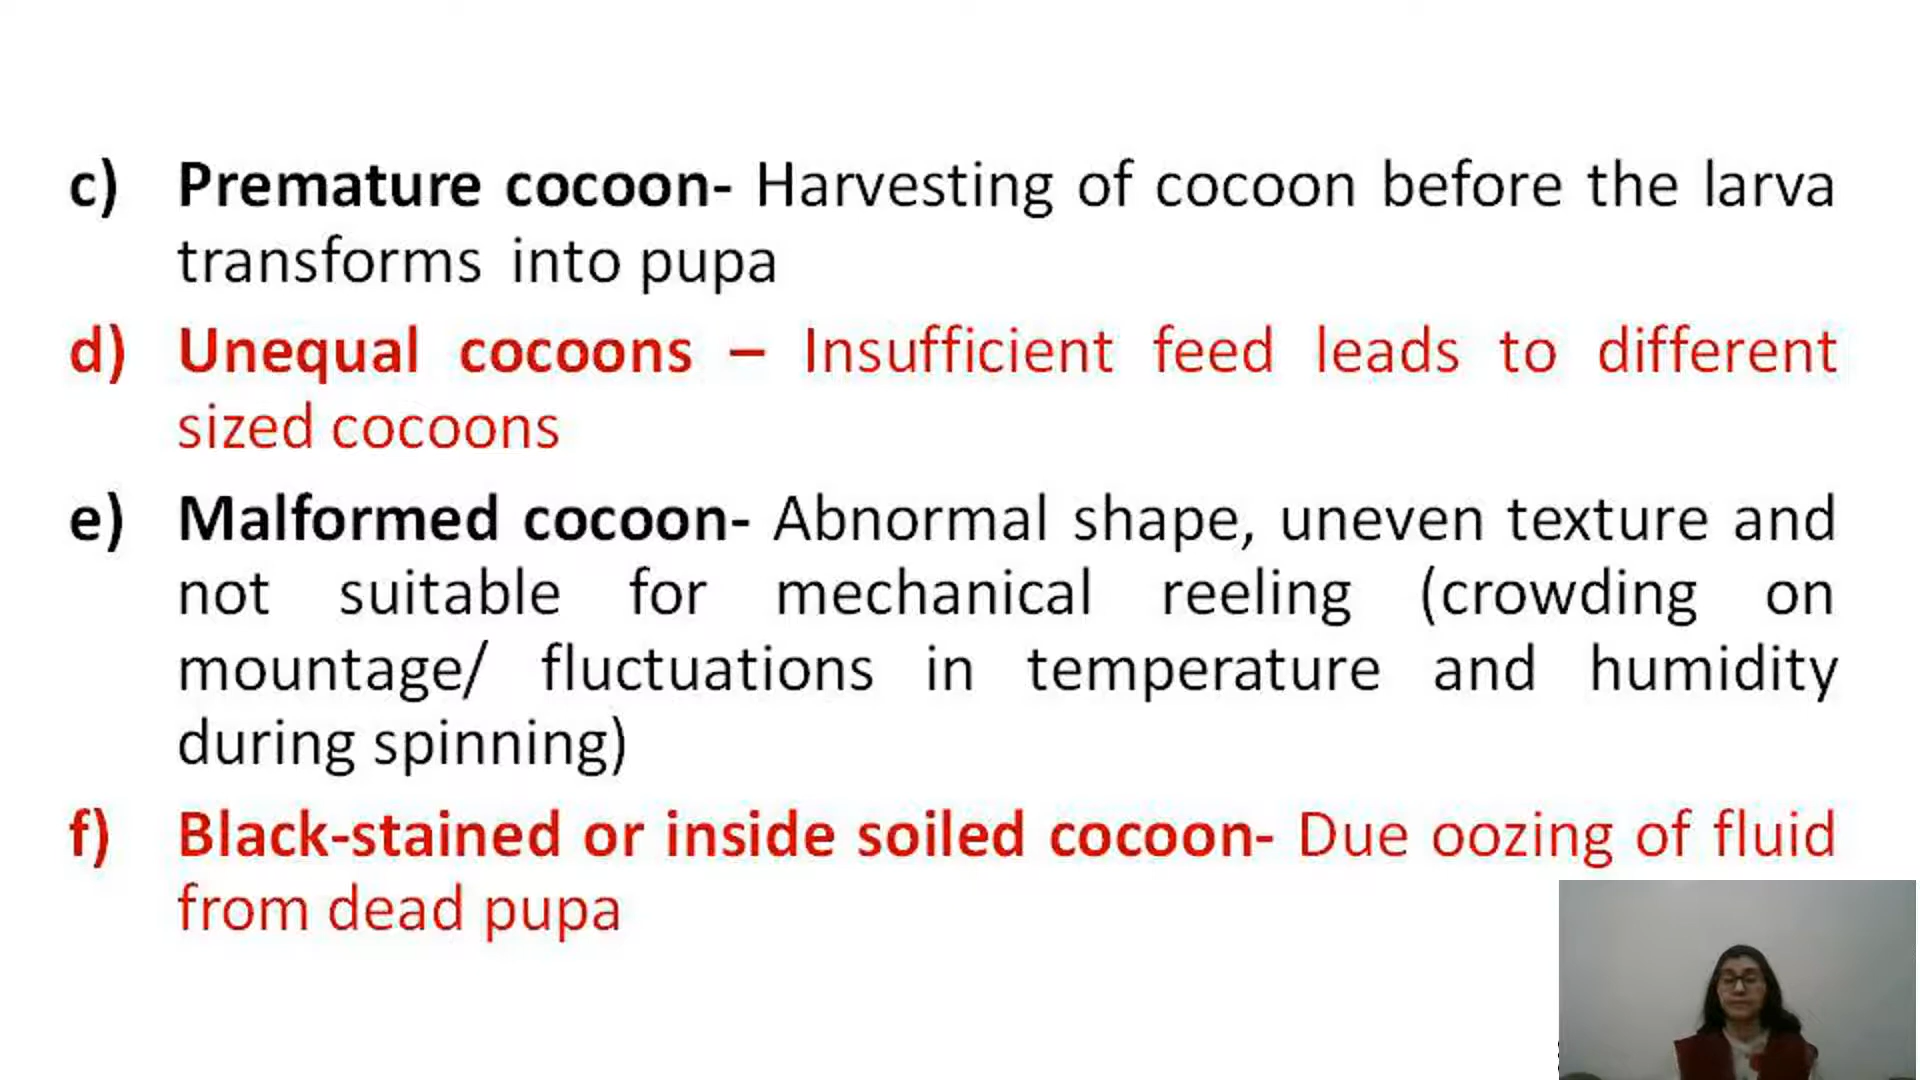 c) Premature cocoon- Harvesting of cocoon before the larva
transforms into pupa
d) Unequal cocoons – Insufficient feed leads to different
sized cocoons
e) Malformed cocoon- Abnormal shape, uneven texture and
not suitable for mechanical reeling (crowding on
mountage/ fluctuations in temperature and humidity
during spinning)
f) Black-stained or inside soiled cocoon- Due oozing of fluid
from dead pupa